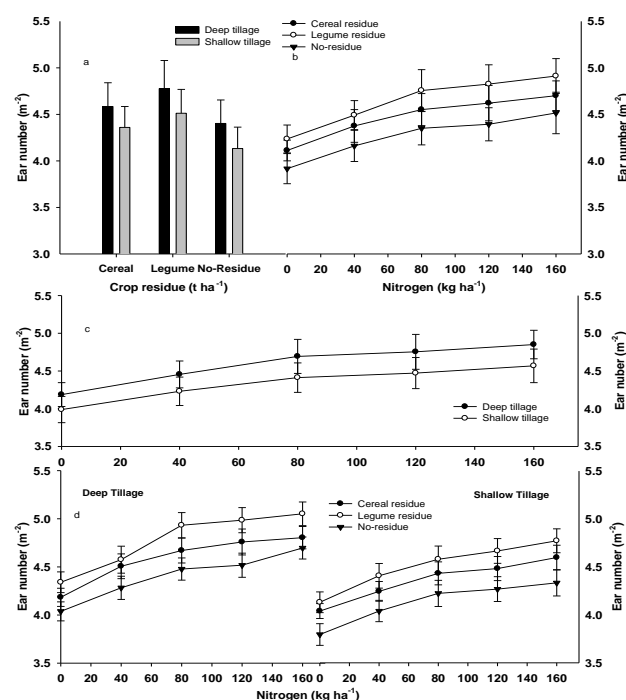 5.5
5.0
4.5
4.0
3.5
3.0
Ear number (m-2)
a
Deep tillage
Shallow tillage
Cereal
Legume
No-Residue
Crop residue (t ha-1)
Cereal residue
Legume residue
No-residue
b
0 20 40 60 80 100 120 140 160
Nitrogen (kg ha-1)
5.5
5.0
4.5
4.0
3.5
3.0
Ear number (m-2)
5.5
5.0
4.5
4.0
3.5
Ear number (m-2)
c
Deep tillage
Shallow tillage
0 20 40 60 80 100 120 140 160
5.5
5.0
4.5
4.0
3.5
Ear nuber (m-2)
5.5
5.0
4.5
4.0
3.5
Ear number (m-2)
Deep Tillage
d
Cereal residue
Legume residue
No-residue
Shallow Tillage
0 20 40 60 80 100 120 140 160
0 20 40 60 80 100 120 140 160
Nitrogen (kg ha-1)
5.5
5.0
4.5
4.0
3.5
Ear number (m-2)